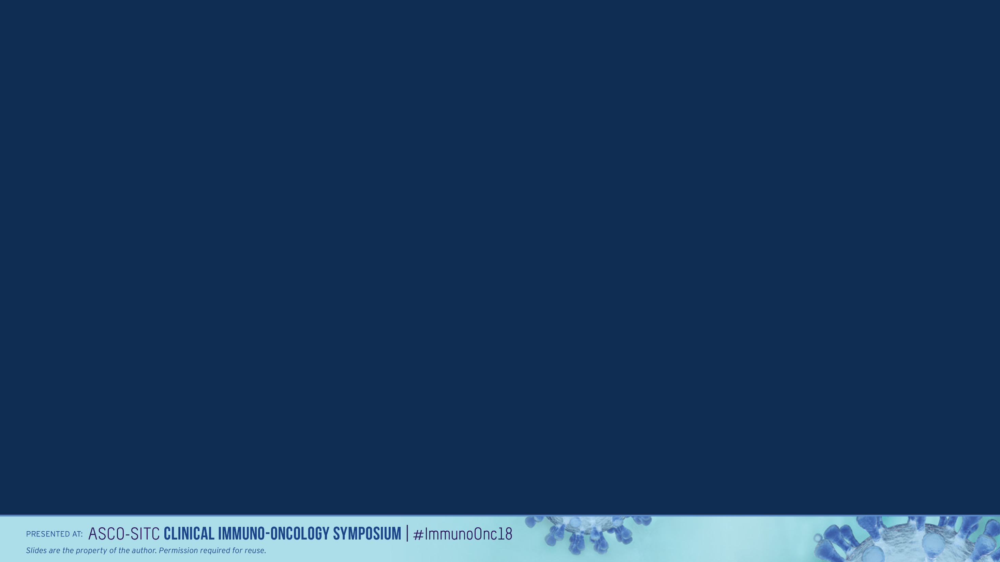 PRESENTED AT: ASCO-SITC CLINICAL IMMUNO-ONCOLOGY SYMPOSIUM | #ImmunoOnc18
Slides are the property of the author. Permission required for reuse.